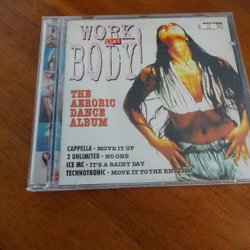 WORK
BODY!
THE
AEROBIC
DANCE
ALBUM
CAPPELLA - MOVE IT UP
2 UNLIMITED - NO ONE
ICE MC - IT'S A RAINY DAY
TECHNOTRONIC - MOVE IT TO THE RHYTHM